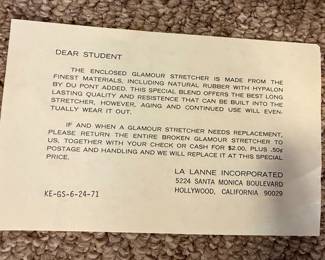 DEAR STUDENT
THE ENCLOSED GLAMOUR STRETCHER IS MADE FROM THE
FINEST MATERIALS, INCLUDING NATURAL RUBBER WITH HYPALON
BY DU PONT ADDED. THIS SPECIAL BLEND OFFERS THE BEST LONG
LASTING QUALITY AND RESISTENCE THAT CAN BE BUILT INTO THE
STRETCHER, HOWEVER, AGING AND CONTINUED USE WILL EVEN-
TUALLY WEAR IT OUT.
IF AND WHEN A GLAMOUR STRETCHER NEEDS REPLACEMENT,
PLEASE RETURN THE ENTIRE BROKEN GLAMOUR STRETCHER TO
US, TOGETHER WITH YOUR CHECK OR CASH FOR $2.00, PLUS .50¢
POSTAGE AND HANDLING AND WE WILL REPLACE IT AT THIS SPECIAL
PRICE.
LA LANNE INCORPORATED
5224 SANTA MONICA BOULEVARD
HOLLYWOOD, CALIFORNIA 90029
KE-GS-6-24-71